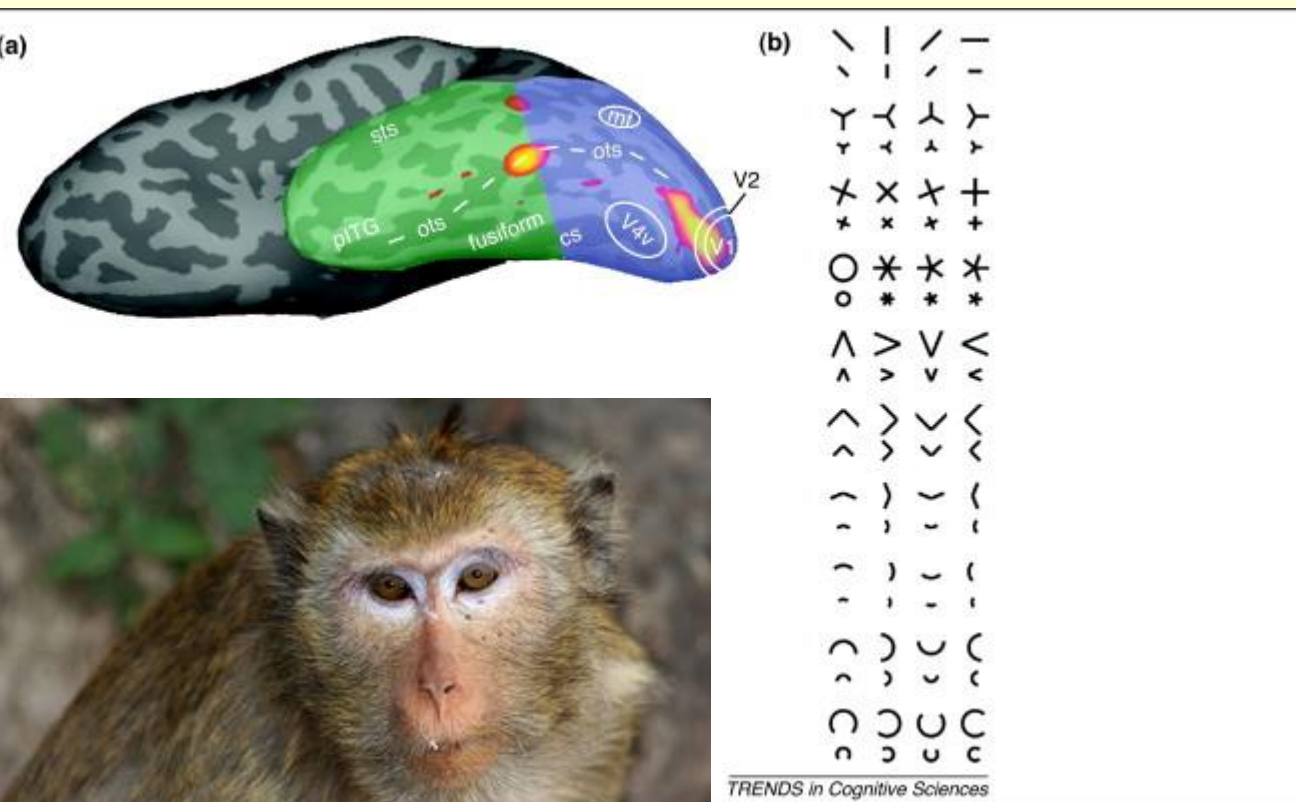 (a)
sts
mt
ots
V2
pITG
ots
fusiform
cs
V4v
V1
(b)
TRENDS in Cognitive Sciences